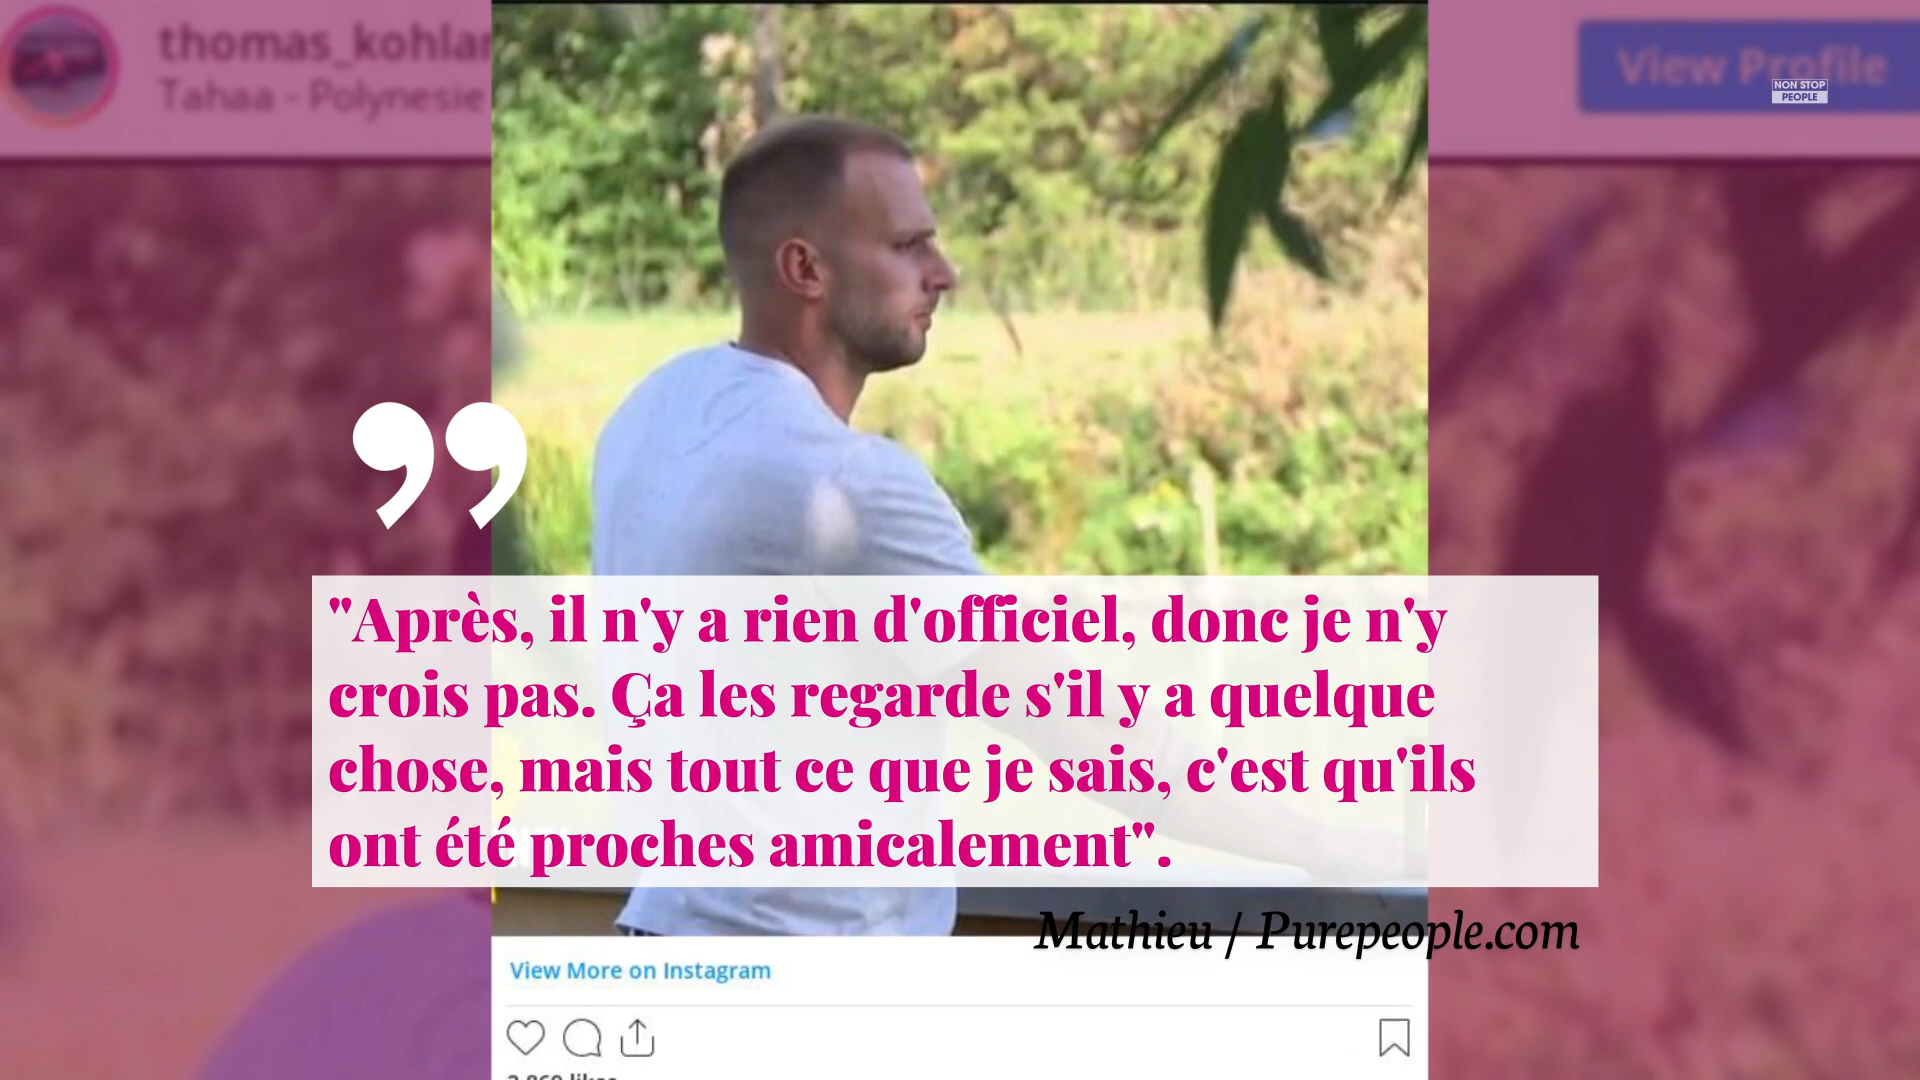 thomas_kohlar
Tahaa - Polynesie
View Profile
NON STOP
PEOPLE
"Après, il n'y a rien d'officiel, donc je n'y
crois pas. Ça les regarde s'il y a quelque
chose, mais tout ce que je sais, c'est qu'ils
ont été proches amicalement".
Mathieu / Purepeople.com
View More on Instagram